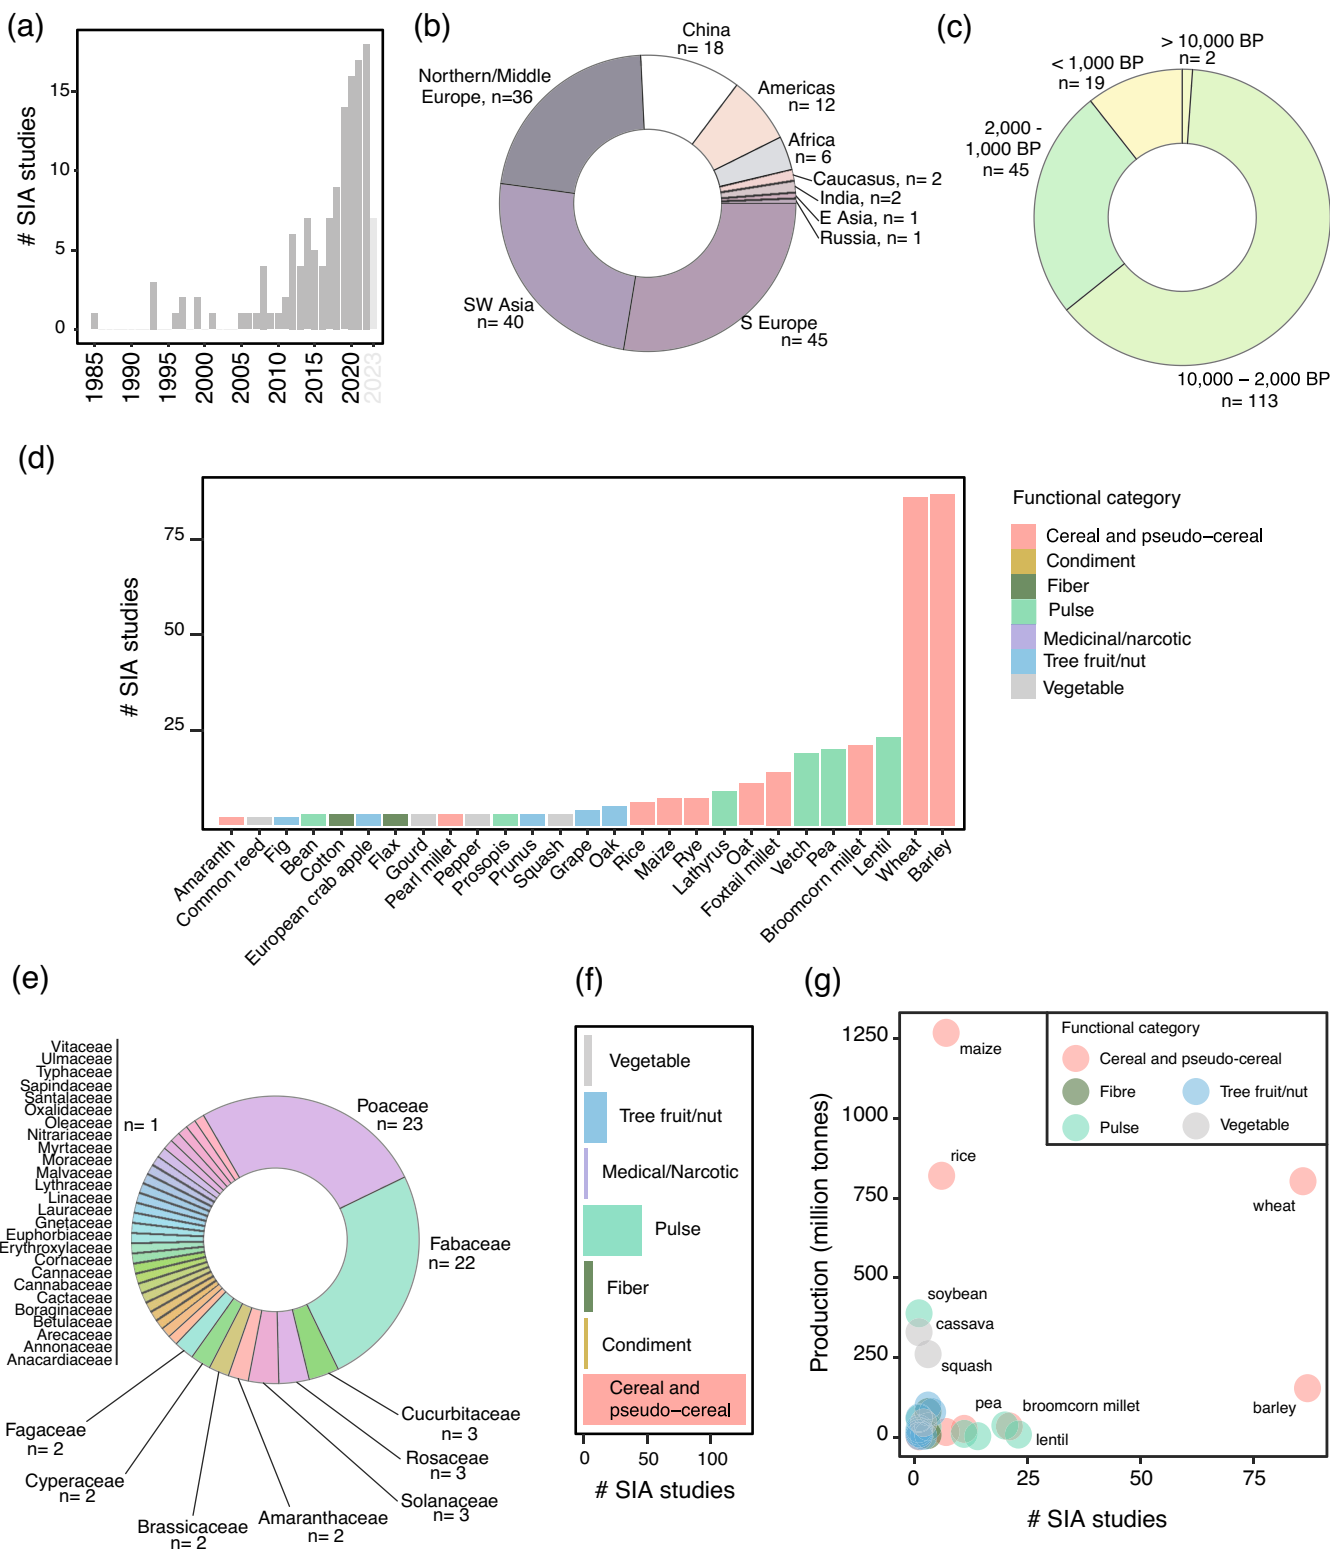 (a)
# SIA studies
15
10
5
0
1985
1990
1995
2000
2005
2010
2015
2020
2023
(b)
China
n= 18
Northern/Middle
Europe, n=36
Americas
n= 12
Africa
n= 6
Caucasus, n= 2
India, n=2
E Asia, n= 1
Russia, n= 1
SW Asia
n= 40
S Europe
n= 45
(c)
> 10,000 BP
n= 2
< 1,000 BP
n= 19
2,000 -
1,000 BP
n= 45
10,000 – 2,000 BP
n= 113
(d)
# SIA studies
75
50
25
Amaranth
Common reed
Fig
Bean
Cotton
European crab apple
Flax
Gourd
Pearl millet
Pepper
Prosopis
Prunus
Squash
Grape
Oak
Rice
Maize
Rye
Lathyrus
Oat
Foxtail millet
Vetch
Pea
Broomcorn millet
Lentil
Wheat
Barley
Functional category
Cereal and pseudo–cereal
Condiment
Fiber
Pulse
Medicinal/narcotic
Tree fruit/nut
Vegetable
(e)
Vitaceae
Ulmaceae
Typhaceae
Sapindaceae
Santalaceae
Oxalidaceae
Oleaceae
Nitrariaceae
Myrtaceae
Moraceae
Malvaceae
Lythraceae
Linaceae
Lauraceae
Gnetaceae
Euphorbiaceae
Erythroxylaceae
Cornaceae
Cannaceae
Cannabaceae
Cactaceae
Boraginaceae
Betulaceae
Arecaceae
Annonaceae
Anacardiaceae
n= 1
Poaceae
n= 23
Fabaceae
n= 22
Cucurbitaceae
n= 3
Rosaceae
n= 3
Solanaceae
n= 3
Amaranthaceae
n= 2
Brassicaceae
n= 2
Cyperaceae
n= 2
Fagaceae
n= 2
(f)
Vegetable
Tree fruit/nut
Medical/Narcotic
Pulse
Fiber
Condiment
Cereal and
pseudo-cereal
0
50
100
# SIA studies
(g)
Production (million tonnes)
1250
1000
750
500
250
0
Functional category
Cereal and pseudo-cereal
Fibre
Tree fruit/nut
Pulse
Vegetable
maize
rice
wheat
soybean
cassava
squash
pea
broomcorn millet
barley
lentil
0
25
50
75
# SIA studies